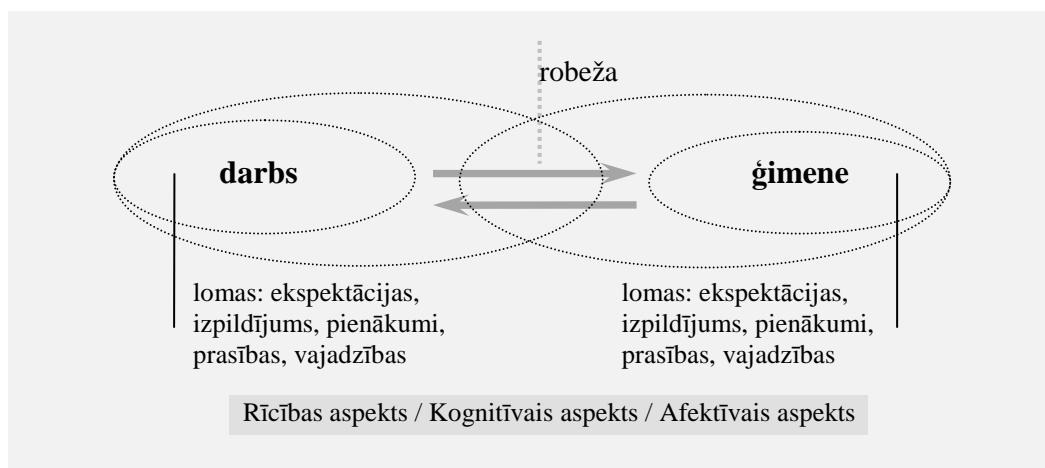 robeža
darbs
ģimene
lomas: ekspektācijas,
izpildījums, pienākumi,
prasības, vajadzības
lomas: ekspektācijas,
izpildījums, pienākumi,
prasības, vajadzības
Rīcības aspekts / Kognitīvais aspekts / Afektīvais aspekts